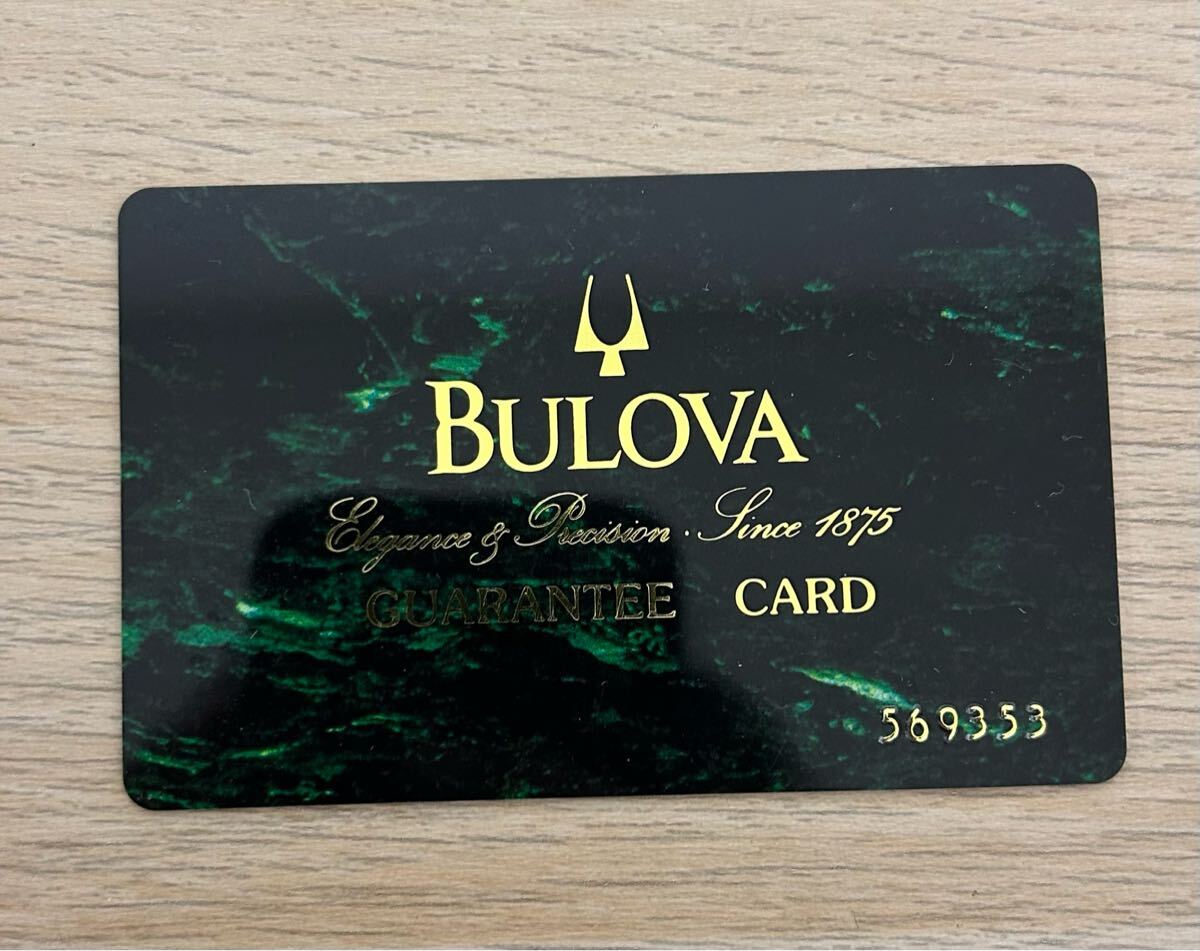 BULOVA
Elegance & Precision · Since 1875
GUARANTEE CARD
569353